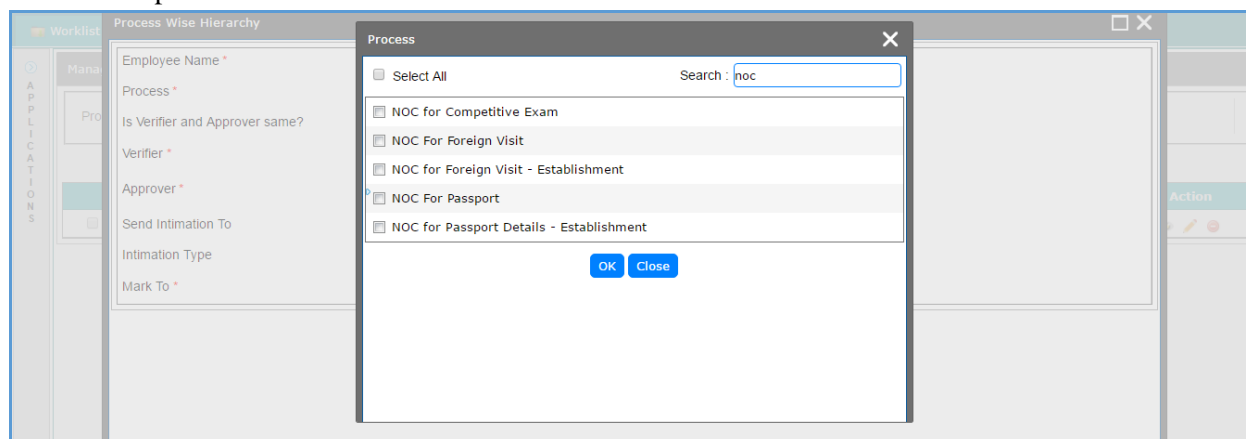 Worklist
Process Wise Hierarchy
Process
APPLICATIONS
Mana
Employee Name *
Select All
Search : noc
Process *
Pro
Is Verifier and Approver same?
NOC for Competitive Exam
Verifier *
NOC For Foreign Visit
NOC for Foreign Visit - Establishment
Approver *
NOC For Passport
Action
Send Intimation To
NOC for Passport Details - Establishment
Intimation Type
OK Close
Mark To *